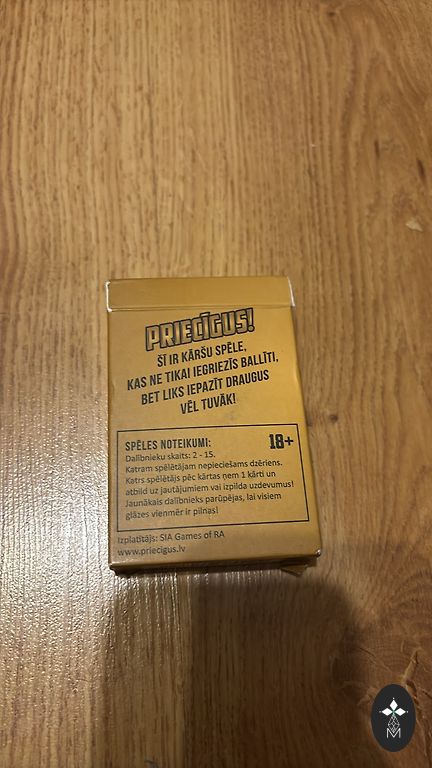 PRIECĪGUS!
ŠĪ IR KĀRŠU SPĒLE,
KAS NE TIKAI IEGRIEZĪS BALLĪTI,
BET LIKS IEPAZĪT DRAUGUS
VĒL TUVĀK!
SPĒLES NOTEIKUMI: 18+
Dalībnieku skaits: 2 - 15.
Katram spēlētājam nepieciešams dzēriens.
Katrs spēlētājs pēc kārtas ņem 1 kārti un
atbild uz jautājumiem vai izpilda uzdevumus!
Jaunākais dalībnieks parūpējas, lai visiem
glāzes vienmēr ir pilnas!
Izplatītājs: SIA Games of RA
www.priecigus.lv